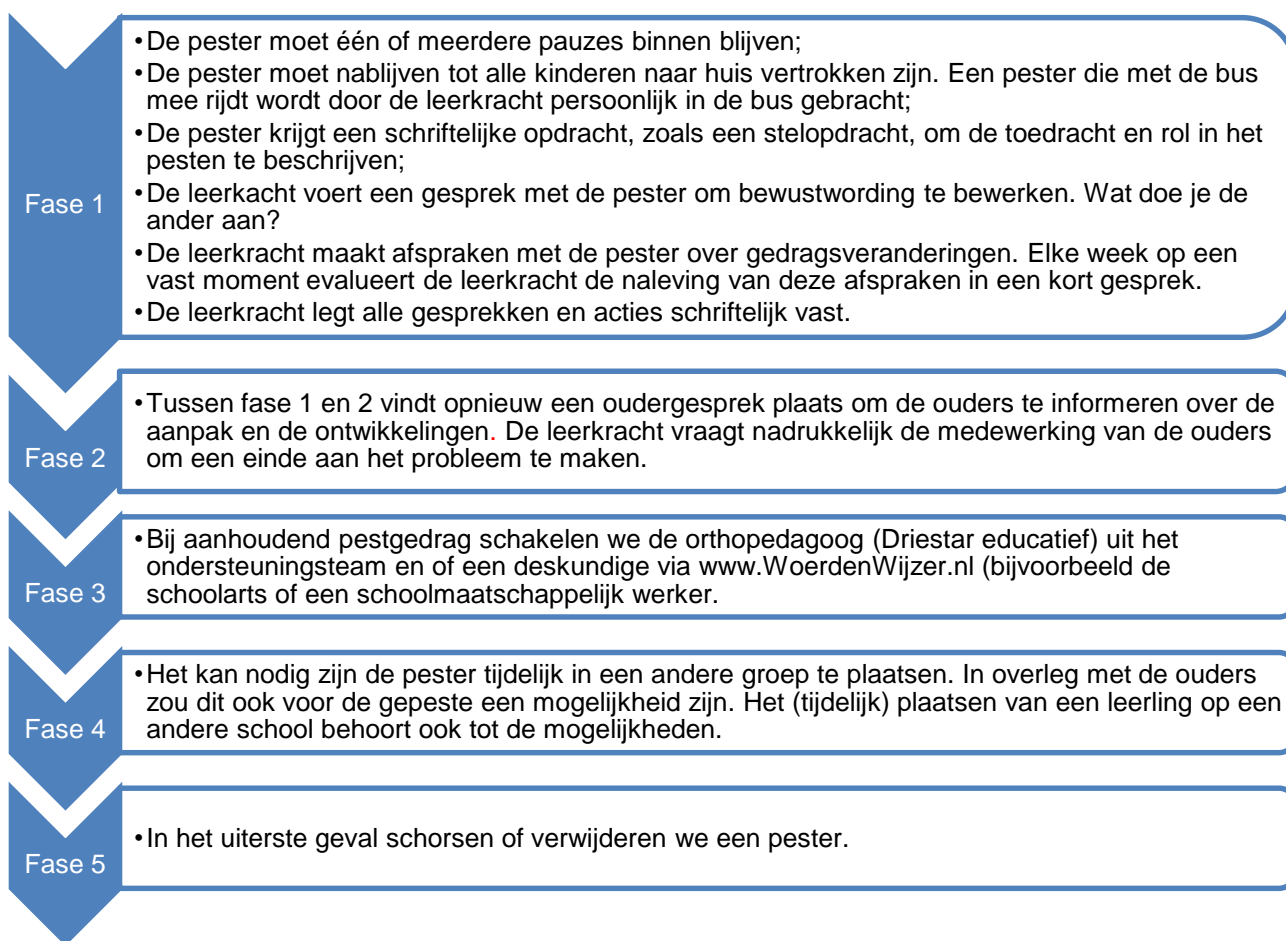 •De pester moet één of meerdere pauzes binnen blijven;
•De pester moet nablijven tot alle kinderen naar huis vertrokken zijn. Een pester die met de bus
mee rijdt wordt door de leerkracht persoonlijk in de bus gebracht;
•De pester krijgt een schriftelijke opdracht, zoals een stelopdracht, om de toedracht en rol in het
pesten te beschrijven;
Fase 1
•De leerkacht voert een gesprek met de pester om bewustwording te bewerken. Wat doe je de
ander aan?
•De leerkracht maakt afspraken met de pester over gedragsveranderingen. Elke week op een
vast moment evalueert de leerkracht de naleving van deze afspraken in een kort gesprek.
•De leerkracht legt alle gesprekken en acties schriftelijk vast.
Fase 2
•Tussen fase 1 en 2 vindt opnieuw een oudergesprek plaats om de ouders te informeren over de
aanpak en de ontwikkelingen. De leerkracht vraagt nadrukkelijk de medewerking van de ouders
om een einde aan het probleem te maken.
Fase 3
•Bij aanhoudend pestgedrag schakelen we de orthopedagoog (Driestar educatief) uit het
ondersteuningsteam en of een deskundige via www.WoerdenWijzer.nl (bijvoorbeeld de
schoolarts of een schoolmaatschappelijk werker.
Fase 4
•Het kan nodig zijn de pester tijdelijk in een andere groep te plaatsen. In overleg met de ouders
zou dit ook voor de gepeste een mogelijkheid zijn. Het (tijdelijk) plaatsen van een leerling op een
andere school behoort ook tot de mogelijkheden.
Fase 5
•In het uiterste geval schorsen of verwijderen we een pester.